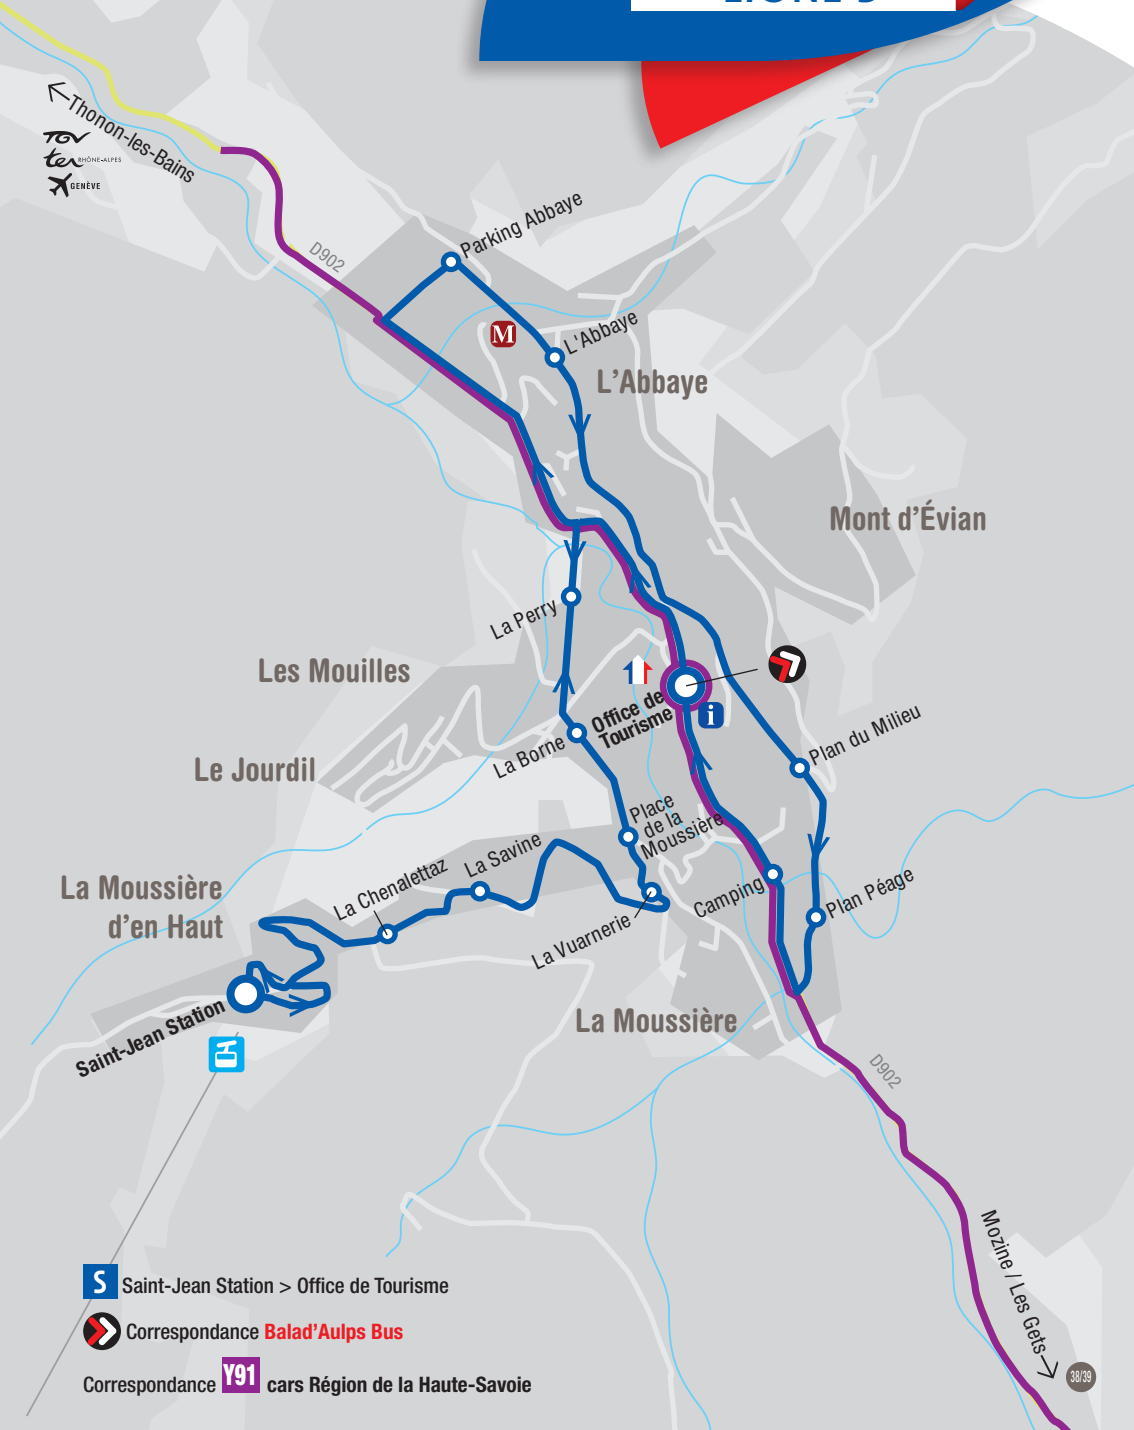 Thonon-les-Bains
TGV
ter RHÔNE-ALPES
GENÈVE
D902
Parking Abbaye
M
L'Abbaye
L'Abbaye
Mont d'Évian
La Perry
Les Mouilles
Office de
Tourisme
i
Plan du Milieu
La Borne
Le Jourdil
Place
de la
Moussière
La Savine
La Chenalettaz
Camping
Plan Péage
La Moussière
d'en Haut
La Vuarnerie
Saint-Jean Station
La Moussière
D902
Mozine / Les Gets
S Saint-Jean Station > Office de Tourisme
Correspondance Balad'Aulps Bus
Correspondance Y91 cars Région de la Haute-Savoie
38/39